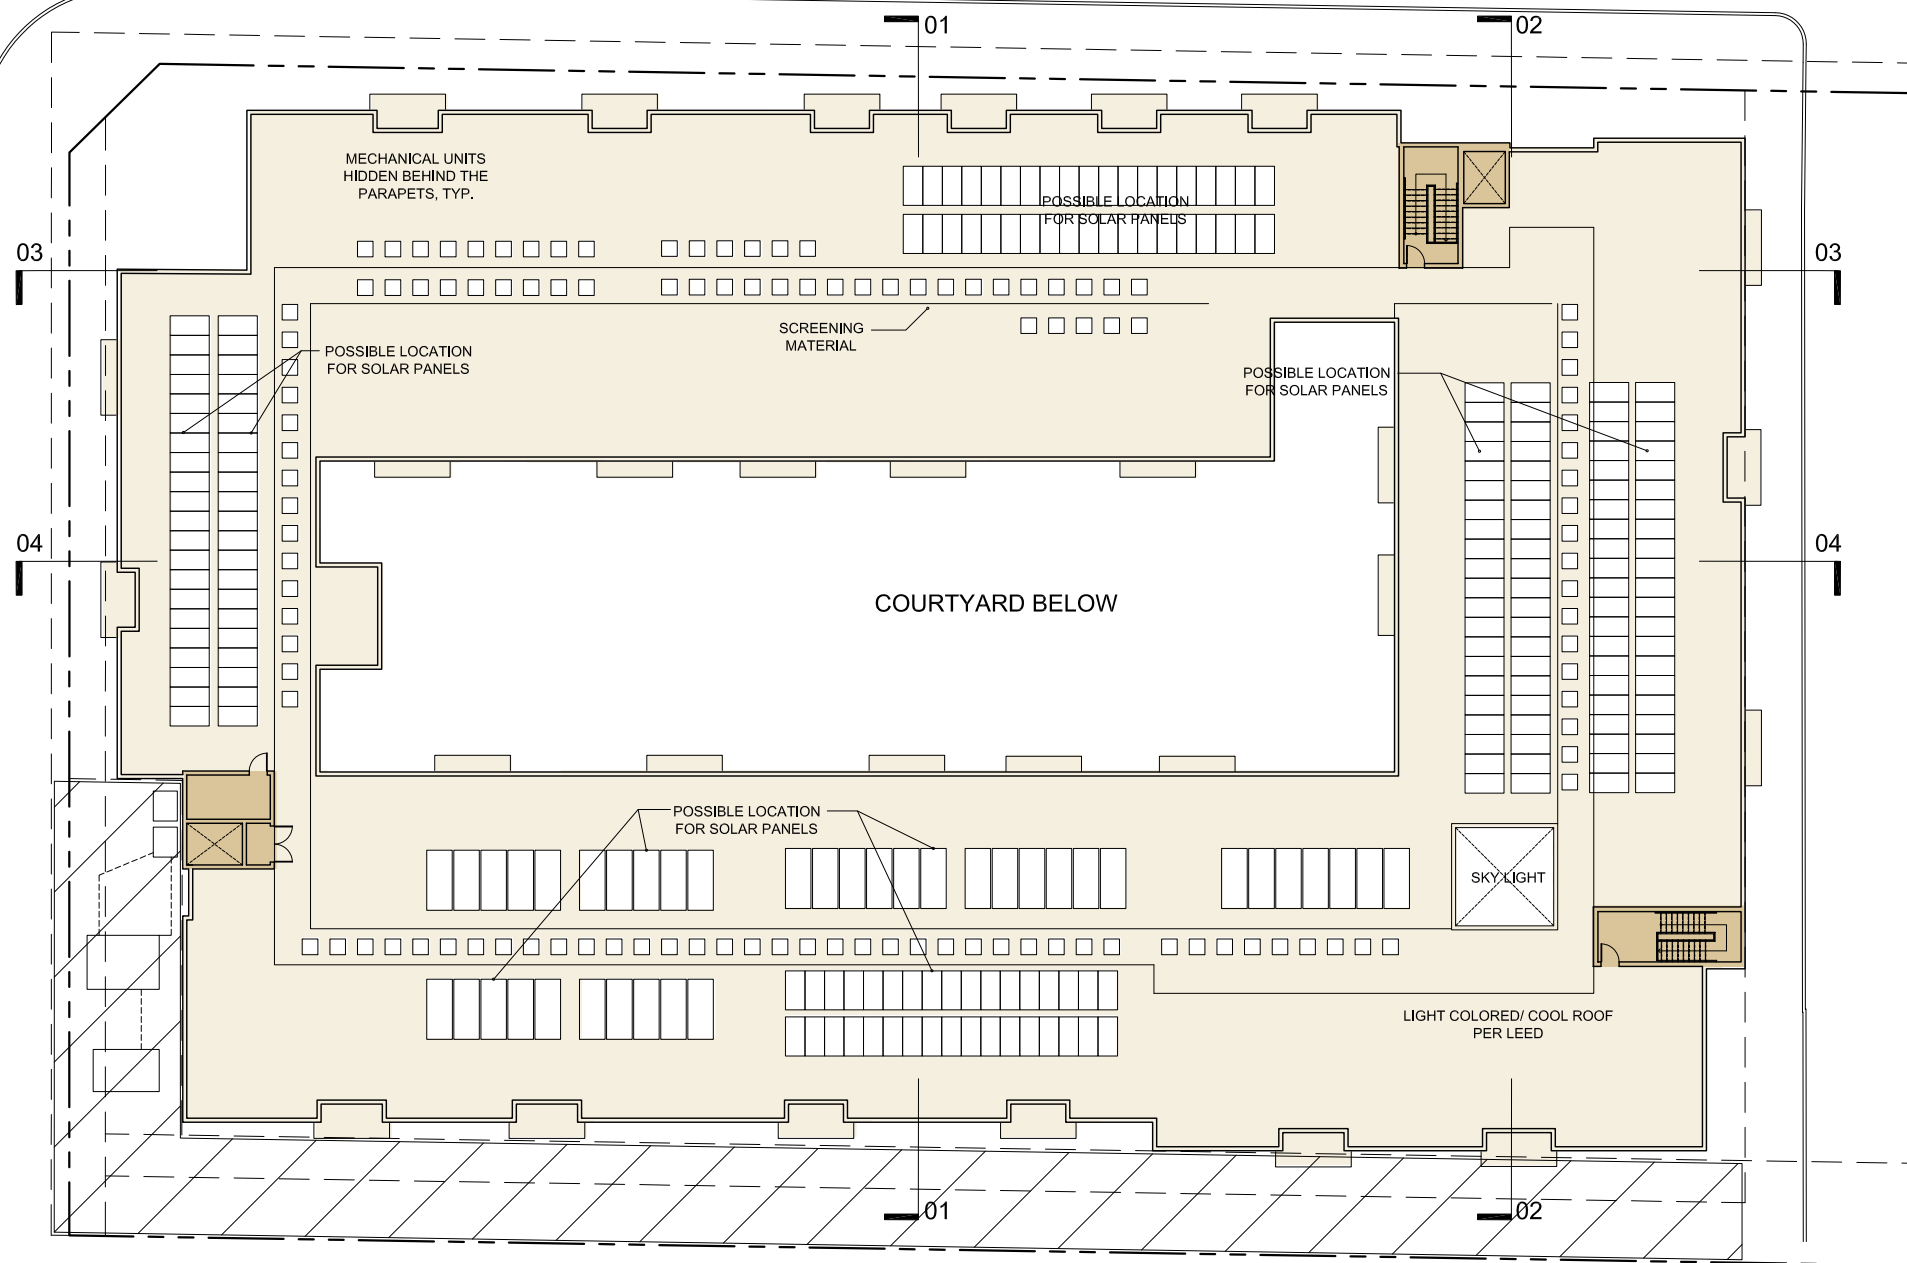 01
02
MECHANICAL UNITS
HIDDEN BEHIND THE
PARAPETS, TYP.
POSSIBLE LOCATION
FOR SOLAR PANELS
03
03
SCREENING
MATERIAL
POSSIBLE LOCATION
FOR SOLAR PANELS
POSSIBLE LOCATION
FOR SOLAR PANELS
04
04
COURTYARD BELOW
POSSIBLE LOCATION
FOR SOLAR PANELS
SKY LIGHT
LIGHT COLORED/ COOL ROOF
PER LEED
01
02